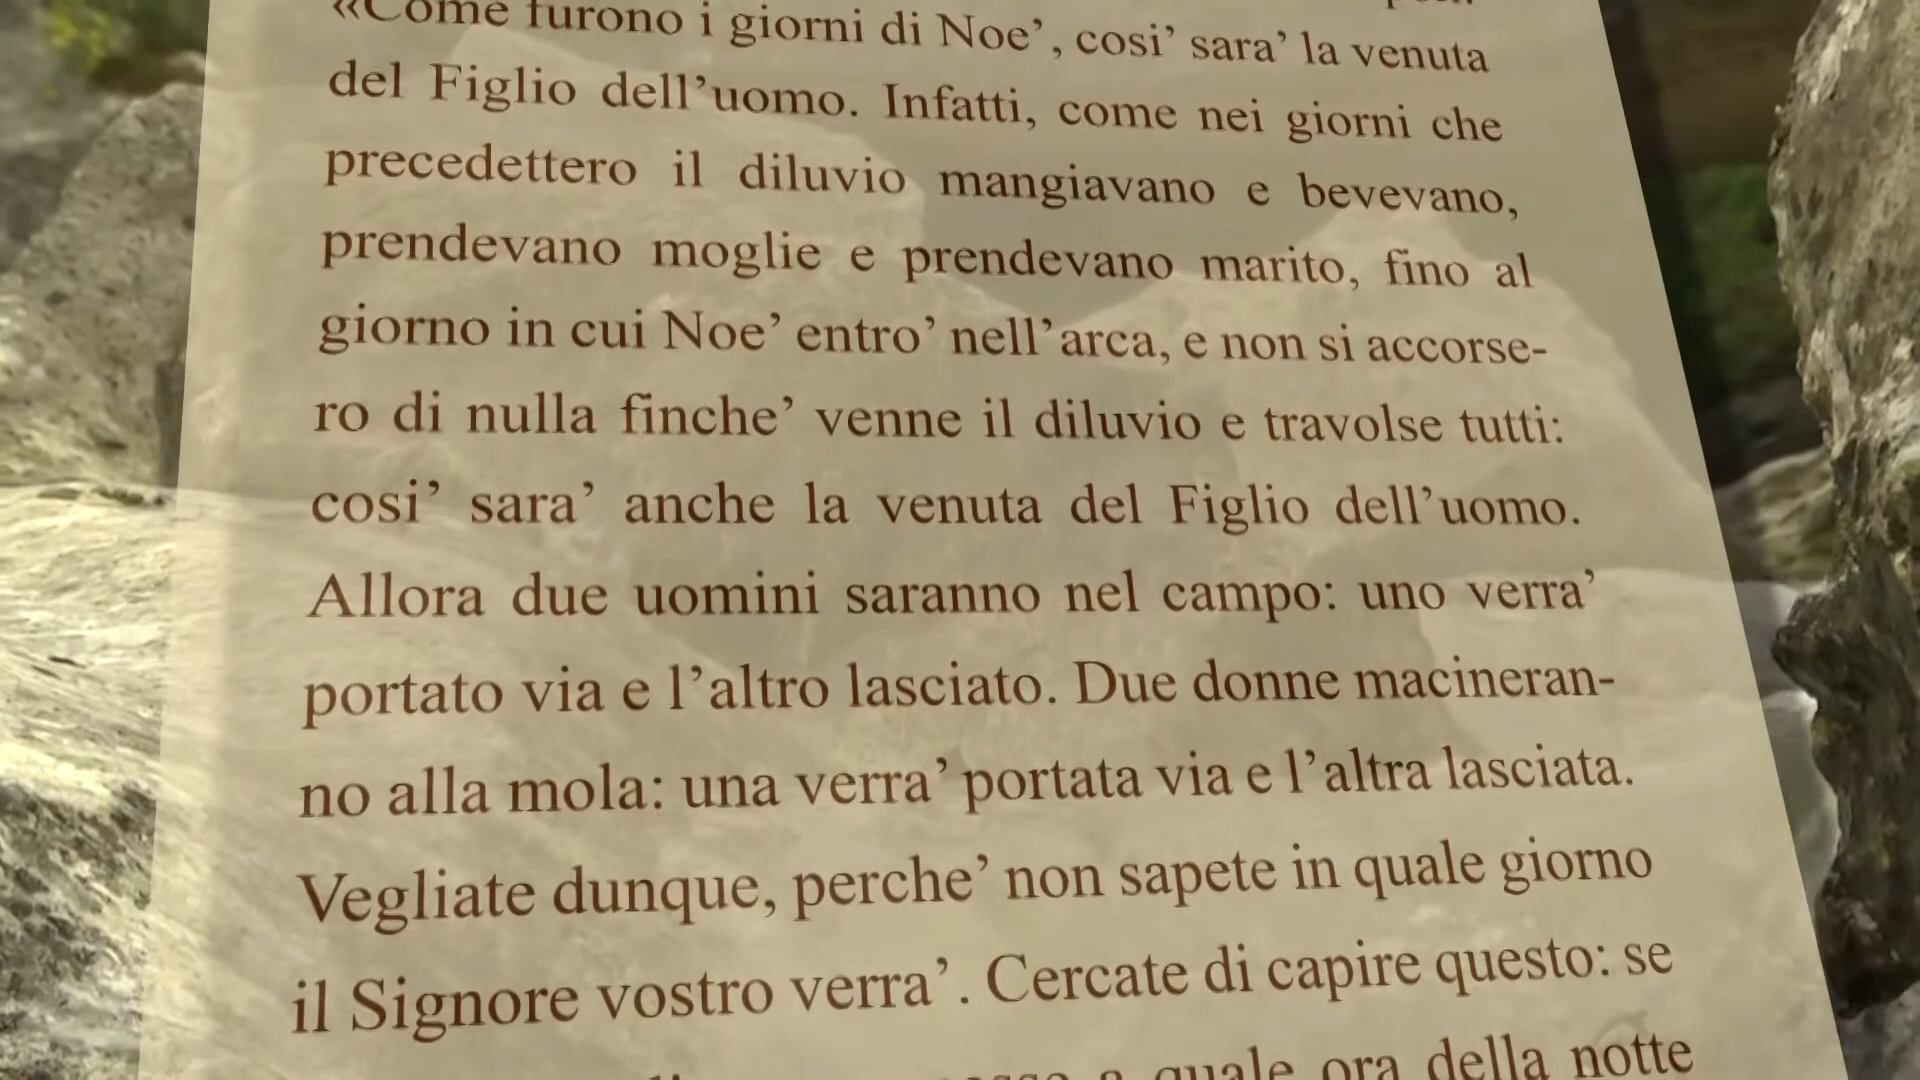 «Come furono i giorni di Noe’, cosi’ sara’ la venuta
del Figlio dell’uomo. Infatti, come nei giorni che
precedettero il diluvio mangiavano e bevevano,
prendevano moglie e prendevano marito, fino al
giorno in cui Noe’ entro’ nell’arca, e non si accorse-
ro di nulla finche’ venne il diluvio e travolse tutti:
cosi’ sara’ anche la venuta del Figlio dell’uomo.
Allora due uomini saranno nel campo: uno verra’
portato via e l’altro lasciato. Due donne macineran-
no alla mola: una verra’ portata via e l’altra lasciata.
Vegliate dunque, perche’ non sapete in quale giorno
il Signore vostro verra’. Cercate di capire questo: se
a quale ora della notte